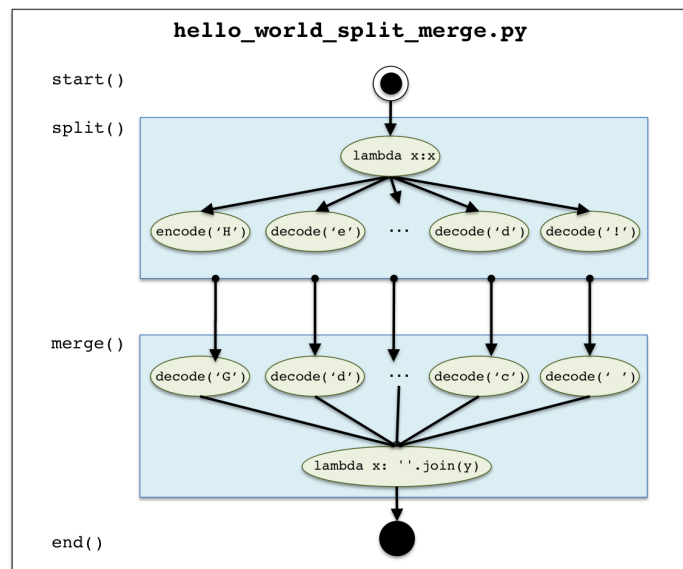 hello_world_split_merge.py
start()
split()
lambda x:x
encode(‘H’) decode(‘e’) ... decode(‘d’) decode(‘!’)
merge()
decode(‘G’) decode(‘d’) ... decode(‘c’) decode(‘ ’)
lambda x: ''.join(y)
end()